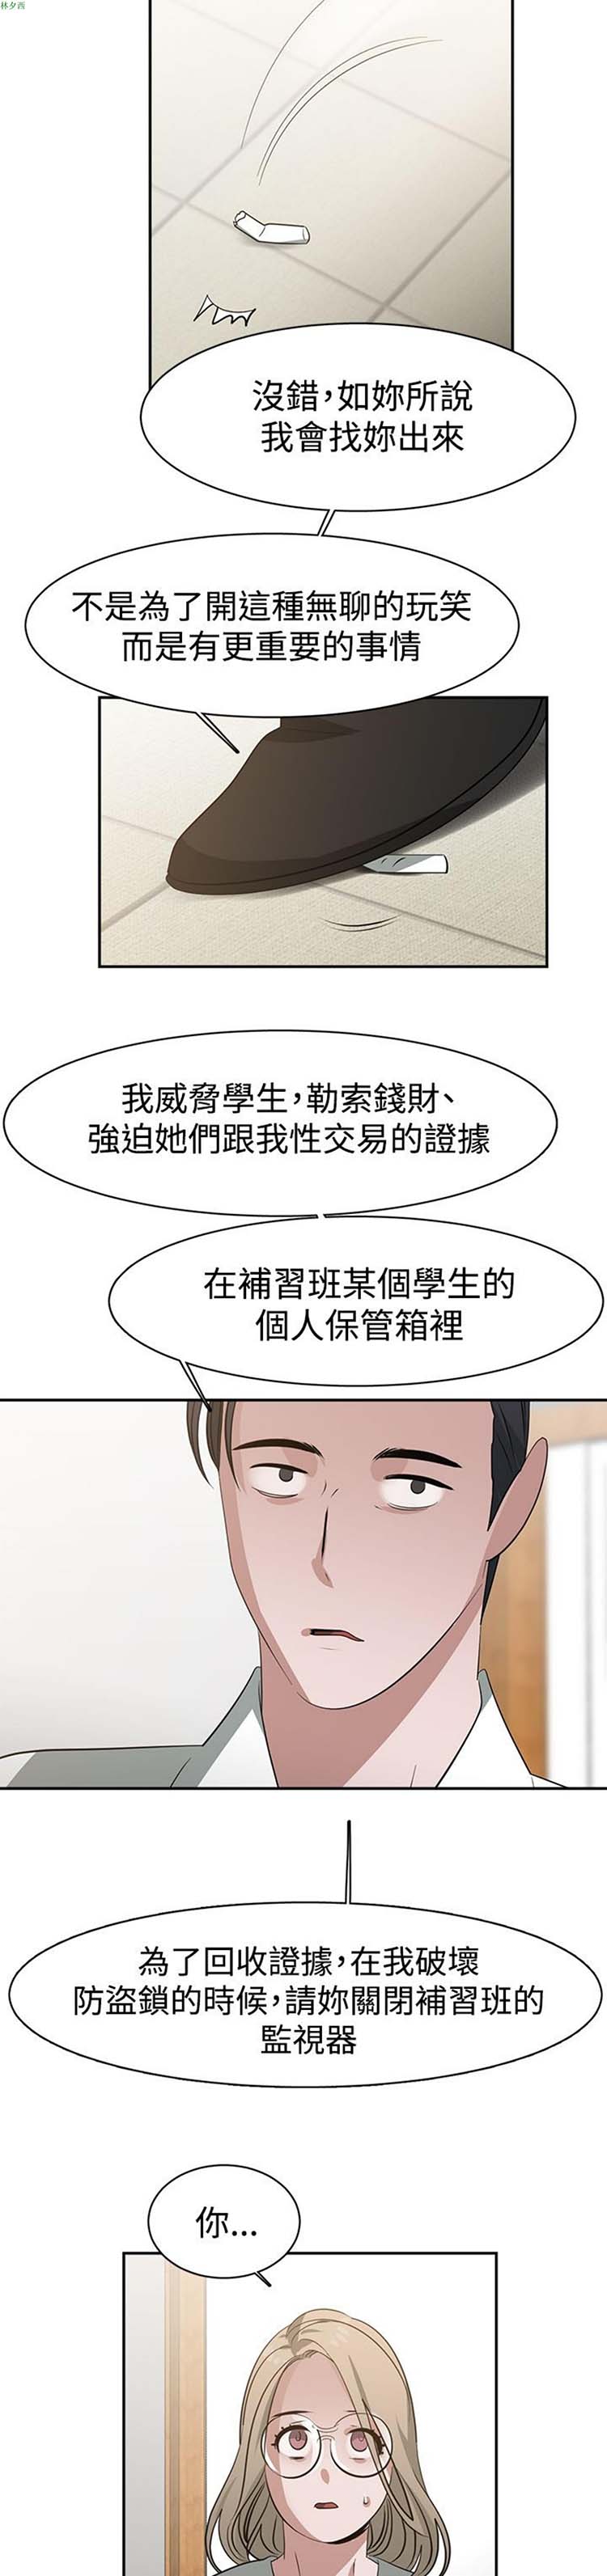 林夕西
沒錯,如妳所說
我會找妳出來
不是為了開這種無聊的玩笑
而是有更重要的事情
我威脅學生,勒索錢財、
強迫她們跟我性交易的證據
在補習班某個學生的
個人保管箱裡
為了回收證據,在我破壞
防盜鎖的時候,請妳關閉補習班的
監視器
你...